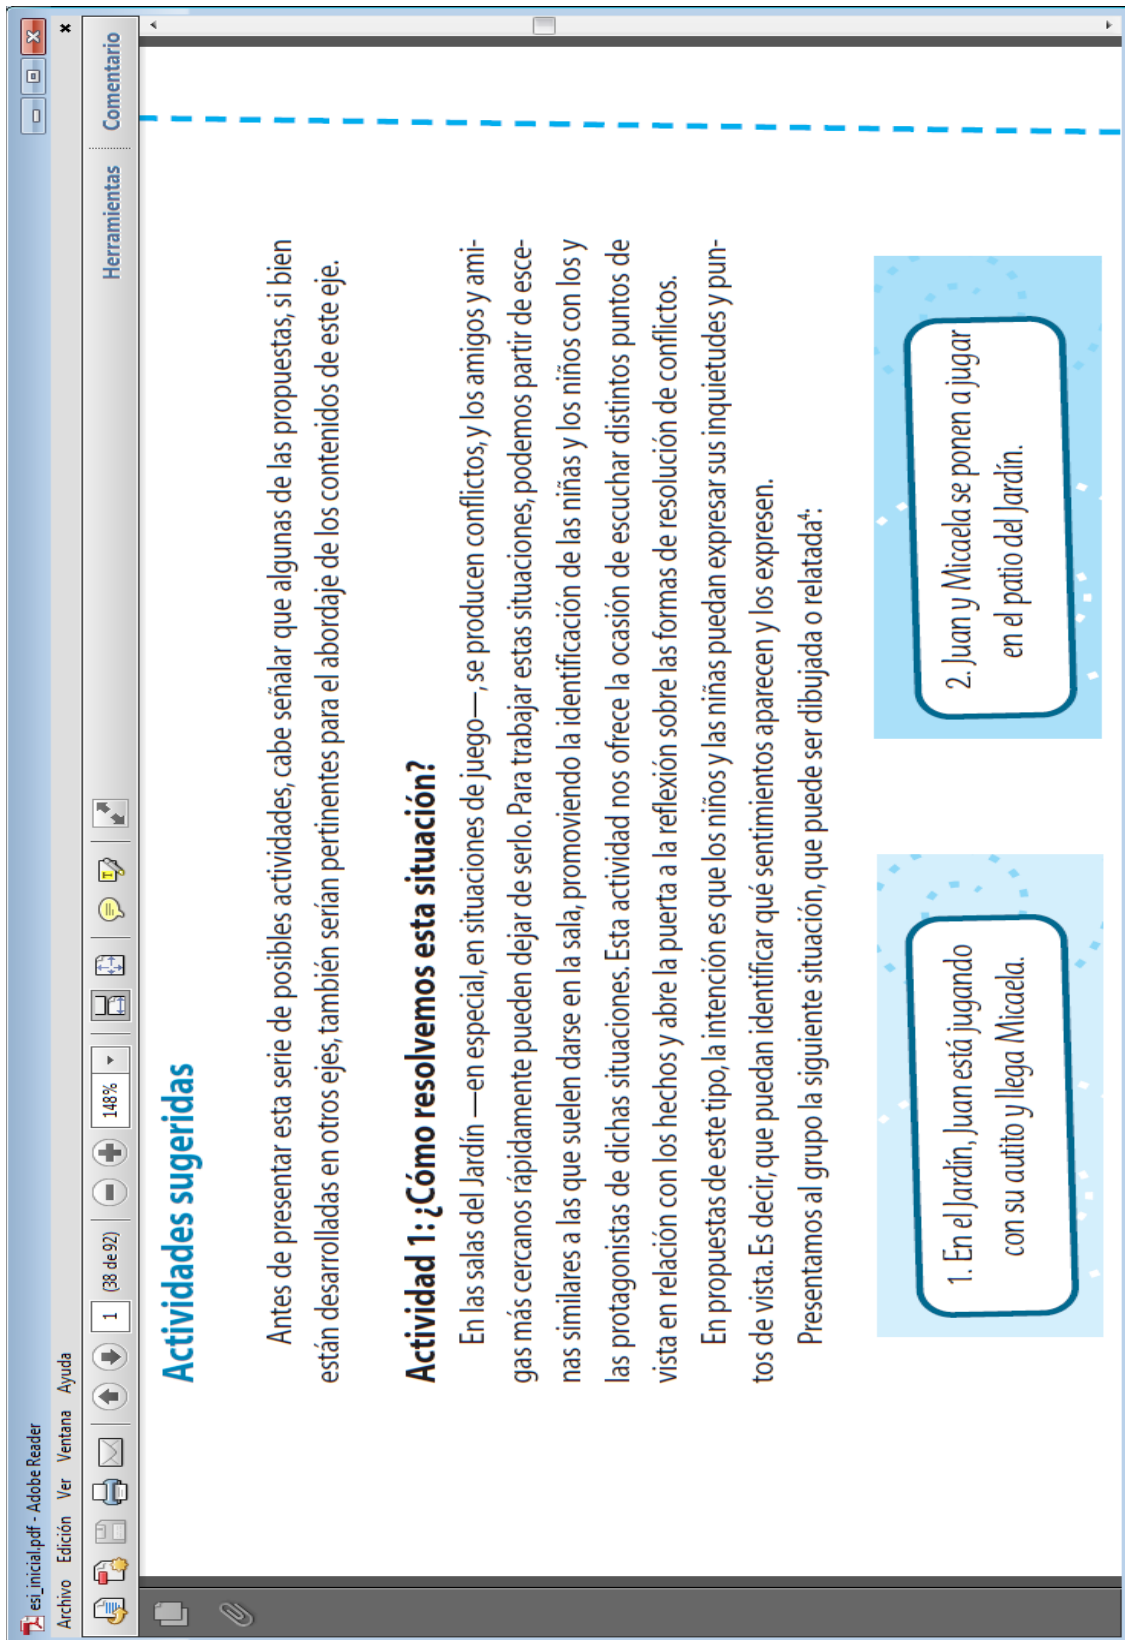 esi_inicial.pdf - Adobe Reader
Archivo Edición Ver Ventana Ayuda
1 (38 de 92) 148% Herramientas Comentario
Actividades sugeridas
Antes de presentar esta serie de posibles actividades, cabe señalar que algunas de las propuestas, si bien
están desarrolladas en otros ejes, también serían pertinentes para el abordaje de los contenidos de este eje.
Actividad 1: ¿Cómo resolvemos esta situación?
En las salas del Jardín —en especial, en situaciones de juego—, se producen conflictos, y los amigos y ami-
gas más cercanos rápidamente pueden dejar de serlo. Para trabajar estas situaciones, podemos partir de esce-
nas similares a las que suelen darse en la sala, promoviendo la identificación de las niñas y los niños con los y
las protagonistas de dichas situaciones. Esta actividad nos ofrece la ocasión de escuchar distintos puntos de
vista en relación con los hechos y abre la puerta a la reflexión sobre las formas de resolución de conflictos.
En propuestas de este tipo, la intención es que los niños y las niñas puedan expresar sus inquietudes y pun-
tos de vista. Es decir, que puedan identificar qué sentimientos aparecen y los expresen.
Presentamos al grupo la siguiente situación, que puede ser dibujada o relatada⁴:
1. En el Jardín, Juan está jugando
con su autito y llega Micaela.
2. Juan y Micaela se ponen a jugar
en el patio del Jardín.